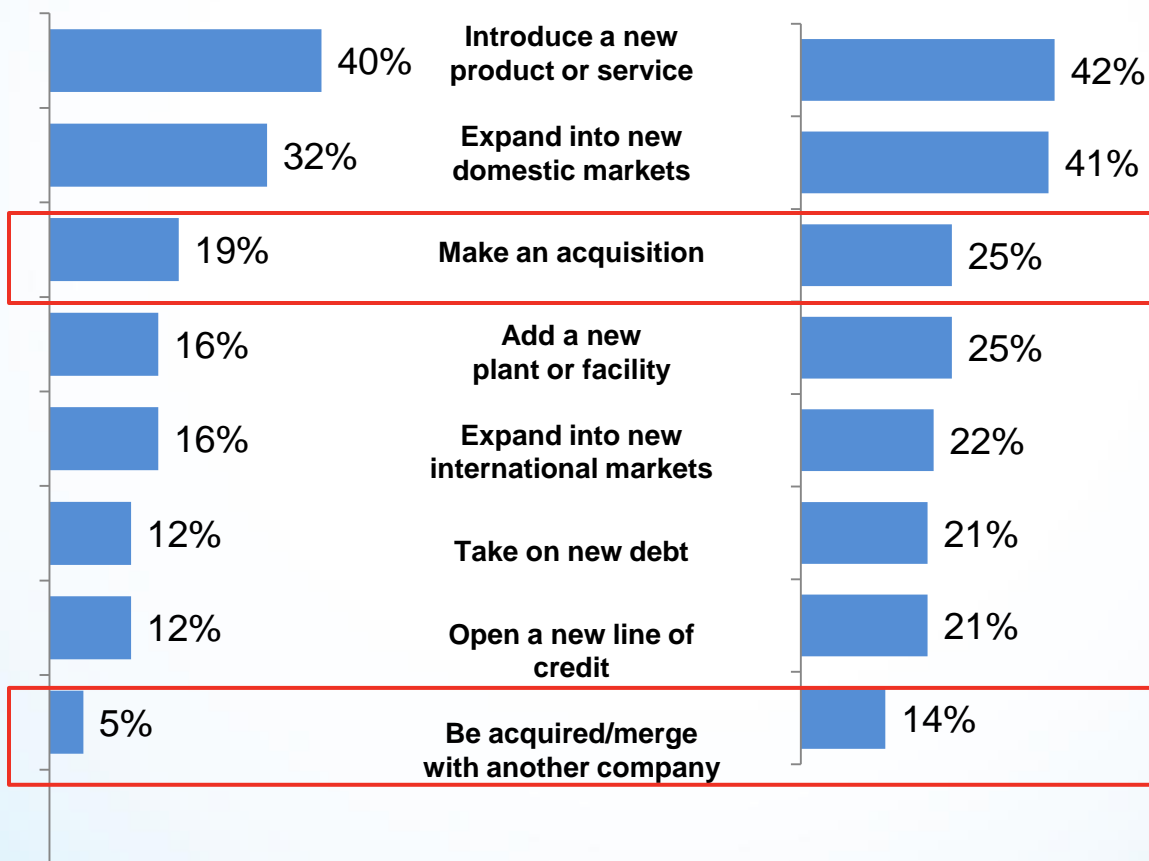 40%
Introduce a new
product or service
42%
32%
Expand into new
domestic markets
41%
19%
Make an acquisition
25%
16%
Add a new
plant or facility
25%
16%
Expand into new
international markets
22%
12%
Take on new debt
21%
12%
Open a new line of
credit
21%
5%
Be acquired/merge
with another company
14%